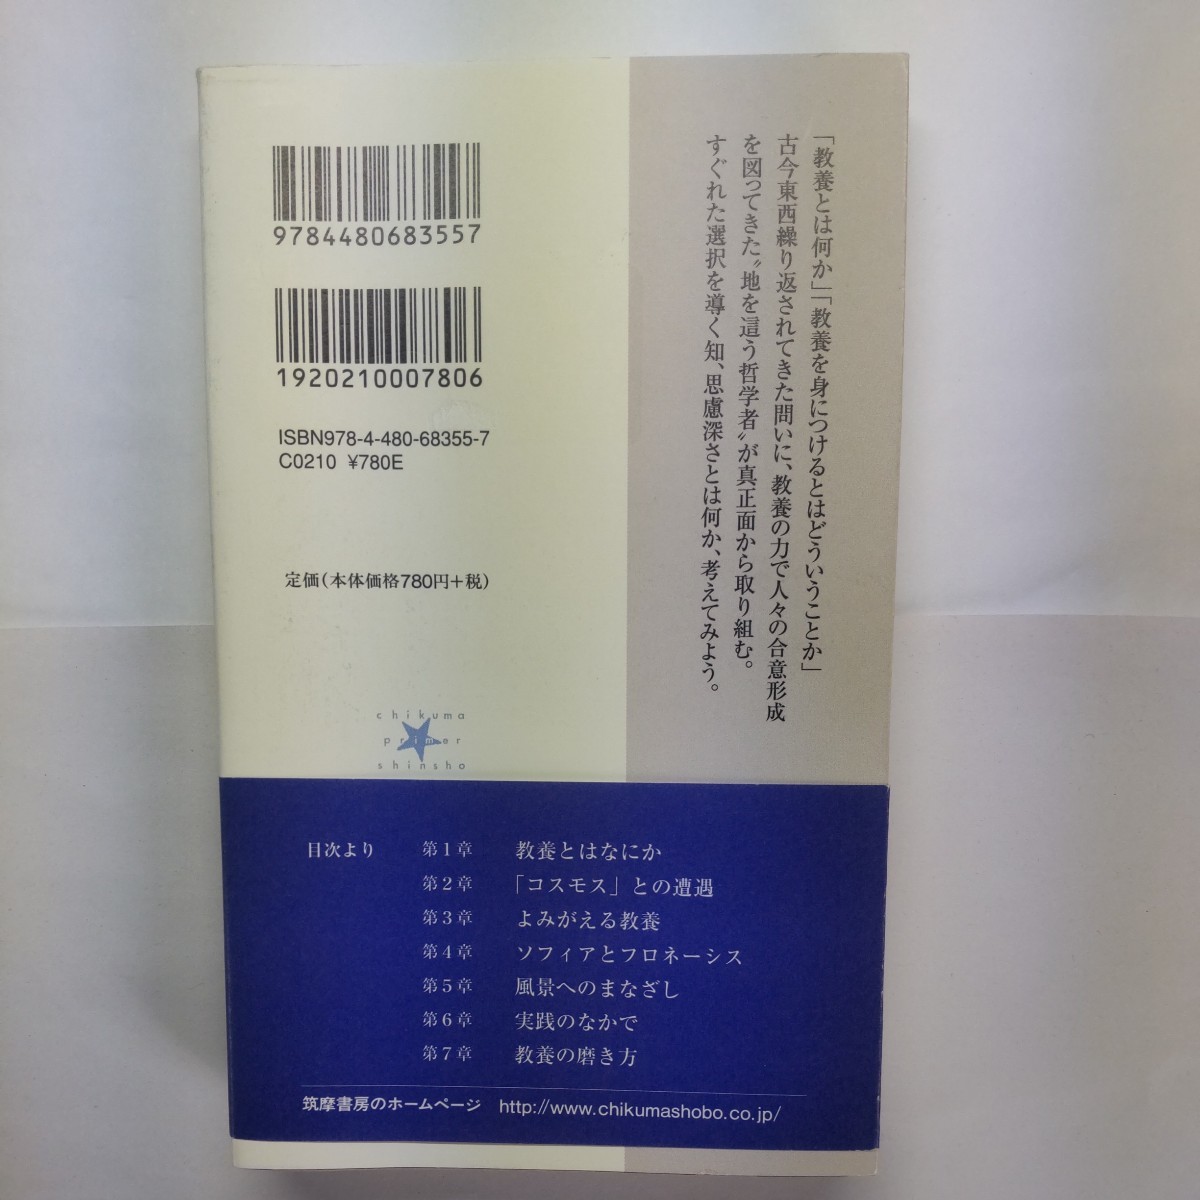 「教養とは何か」「教養を身につけるとはどういうことか」
古今東西繰り返されてきた問いに、教養の力で人々の合意形成
を図ってきた〝地を這う哲学者〟が真正面から取り組む。
すぐれた選択を導く知、思慮深さとは何か、考えてみよう。
9784480683557
1920210007806
ISBN978-4-480-68355-7
C0210 ¥780E
定価(本体価格780円+税)
chikuma
primer
shinsho
目次より 第1章 教養とはなにか
第2章 「コスモス」との遭遇
第3章 よみがえる教養
第4章 ソフィアとフロネーシス
第5章 風景へのまなざし
第6章 実践のなかで
第7章 教養の磨き方
筑摩書房のホームページ http://www.chikumashobo.co.jp/